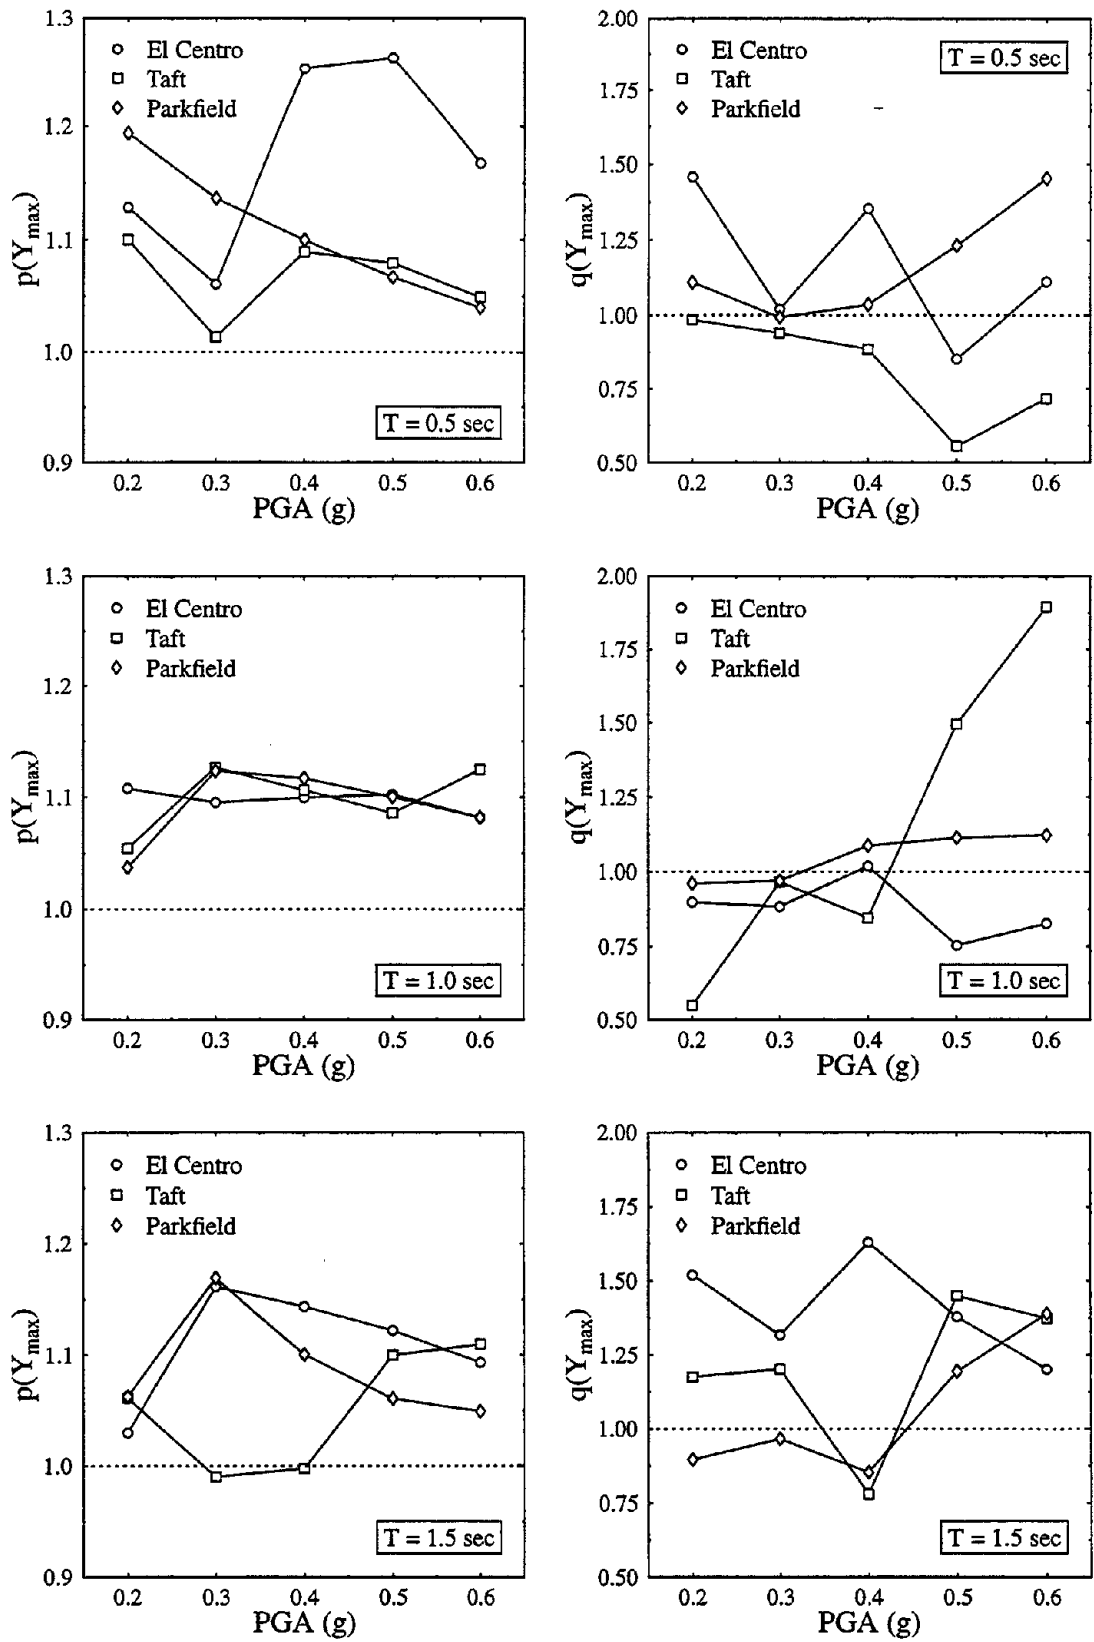 1.3
1.2
1.1
1.0
0.9
p(Y_max)
El Centro
Taft
Parkfield
T = 0.5 sec
0.2 0.3 0.4 0.5 0.6
PGA (g)
2.00
1.75
1.50
1.25
1.00
0.75
0.50
q(Y_max)
El Centro
Taft
Parkfield
T = 0.5 sec
0.2 0.3 0.4 0.5 0.6
PGA (g)
1.3
1.2
1.1
1.0
0.9
p(Y_max)
El Centro
Taft
Parkfield
T = 1.0 sec
0.2 0.3 0.4 0.5 0.6
PGA (g)
2.00
1.75
1.50
1.25
1.00
0.75
0.50
q(Y_max)
El Centro
Taft
Parkfield
T = 1.0 sec
0.2 0.3 0.4 0.5 0.6
PGA (g)
1.3
1.2
1.1
1.0
0.9
p(Y_max)
El Centro
Taft
Parkfield
T = 1.5 sec
0.2 0.3 0.4 0.5 0.6
PGA (g)
2.00
1.75
1.50
1.25
1.00
0.75
0.50
q(Y_max)
El Centro
Taft
Parkfield
T = 1.5 sec
0.2 0.3 0.4 0.5 0.6
PGA (g)